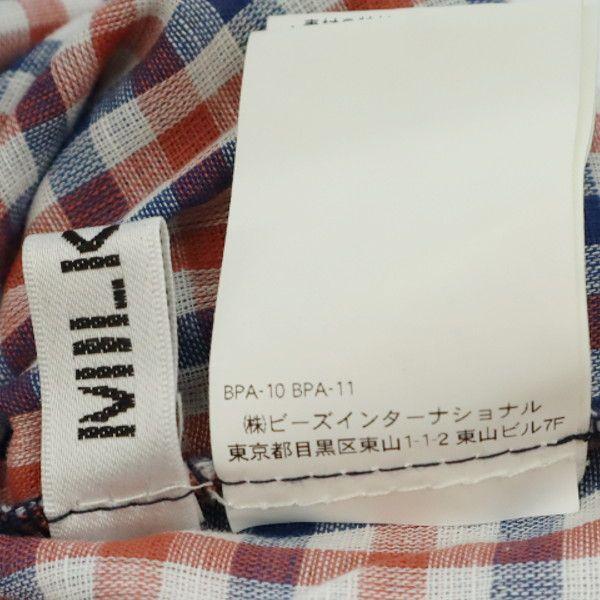 MILK
BPA-10 BPA-11
㈱ビーズインターナショナル
東京都目黒区東山1-1-2 東山ビル7F